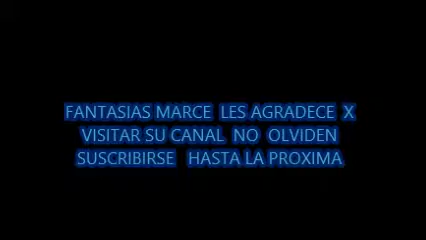 FANTASIAS MARCE LES AGRADECE X
VISITAR SU CANAL NO OLVIDEN
SUSCRIBIRSE HASTA LA PROXIMA